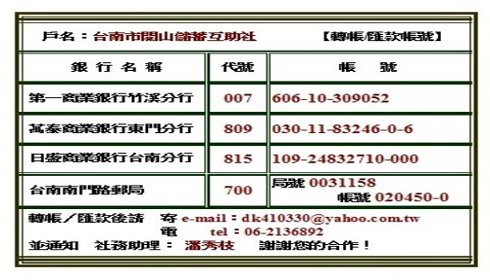 戶名：台南市開山儲蓄互助社 【轉帳/匯款帳號】
銀行名稱 代號 帳號
第一商業銀行竹溪分行 007 606-10-309052
萬泰商業銀行東門分行 809 030-11-83246-0-6
日盛商業銀行台南分行 815 109-24832710-000
台南南門路郵局 700 局號 0031158
帳號 020450-0
轉帳／匯款後請 寄 e-mail：dk410330@yahoo.com.tw
電 tel：06-2136892
並通知 社務助理： 潘秀枝 謝謝您的合作！